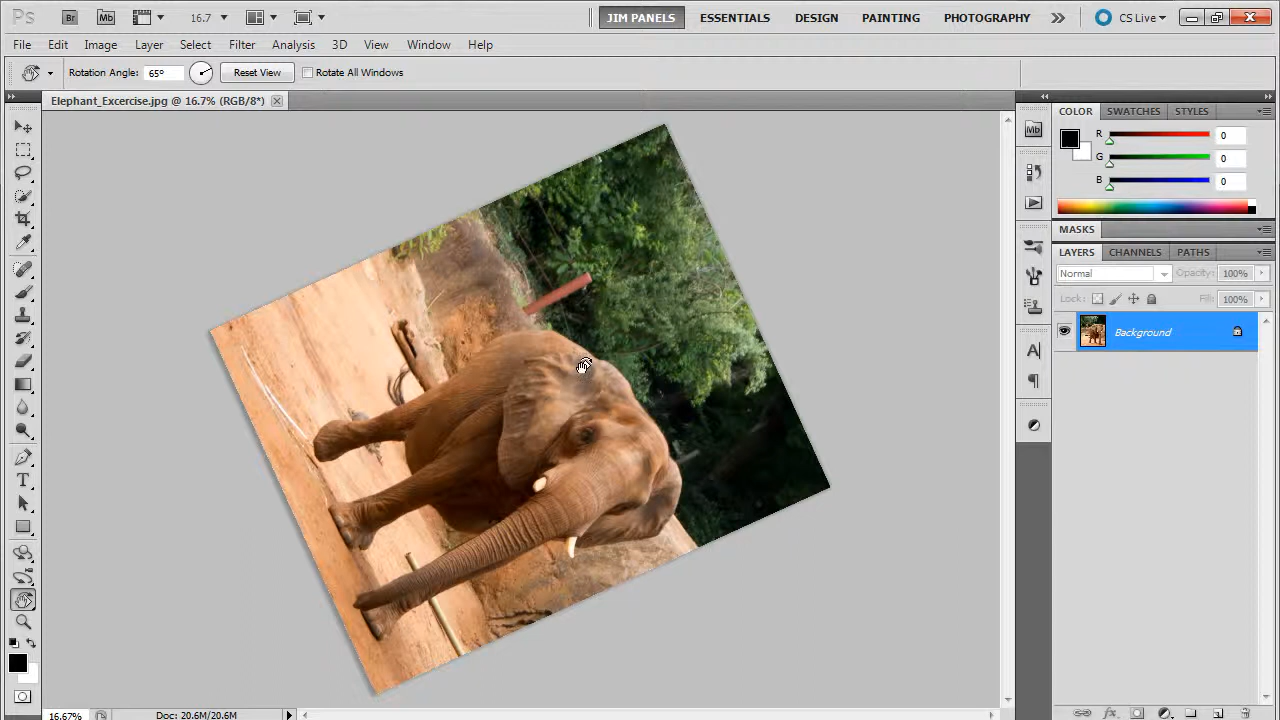 Ps Br Mb 16.7 JIM PANELS ESSENTIALS DESIGN PAINTING PHOTOGRAPHY CS Live
File Edit Image Layer Select Filter Analysis 3D View Window Help
Rotation Angle: 65° Reset View Rotate All Windows
Elephant_Excercise.jpg @ 16.7% (RGB/8*)
COLOR SWATCHES STYLES
Mb
R 0
G 0
B 0
MASKS
LAYERS CHANNELS PATHS
Normal Opacity: 100%
Lock: Fill: 100%
Background
A
T
fx
16.67% Doc: 20.6M/20.6M